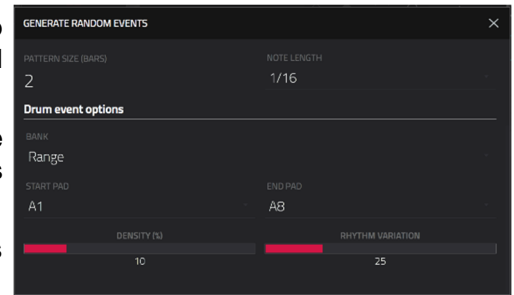 GENERATE RANDOM EVENTS
PATTERN SIZE (BARS) NOTE LENGTH
2 1/16
Drum event options
BANK
Range
START PAD END PAD
A1 A8
DENSITY (%) RHYTHM VARIATION
10 25